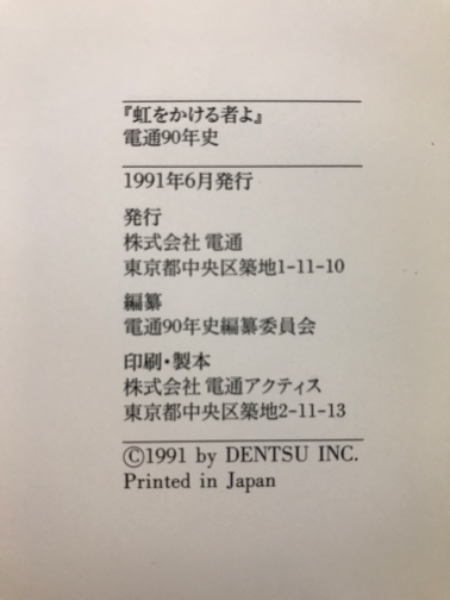 『虹をかける者よ』
電通90年史
1991年6月発行
発行
株式会社 電通
東京都中央区築地1-11-10
編纂
電通90年史編纂委員会
印刷・製本
株式会社 電通アクティス
東京都中央区築地2-11-13
©1991 by DENTSU INC.
Printed in Japan